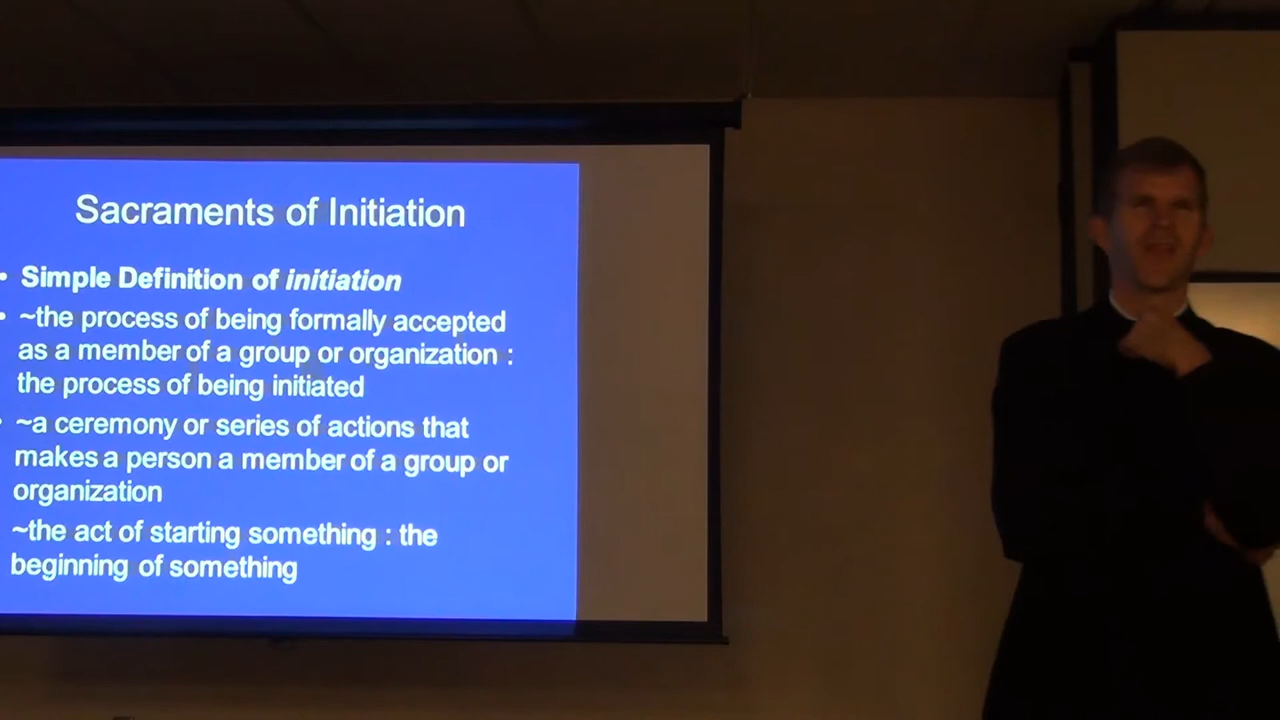 Sacraments of Initiation
• Simple Definition of initiation
• ~the process of being formally accepted
as a member of a group or organization :
the process of being initiated
• ~a ceremony or series of actions that
makes a person a member of a group or
organization
~the act of starting something : the
beginning of something